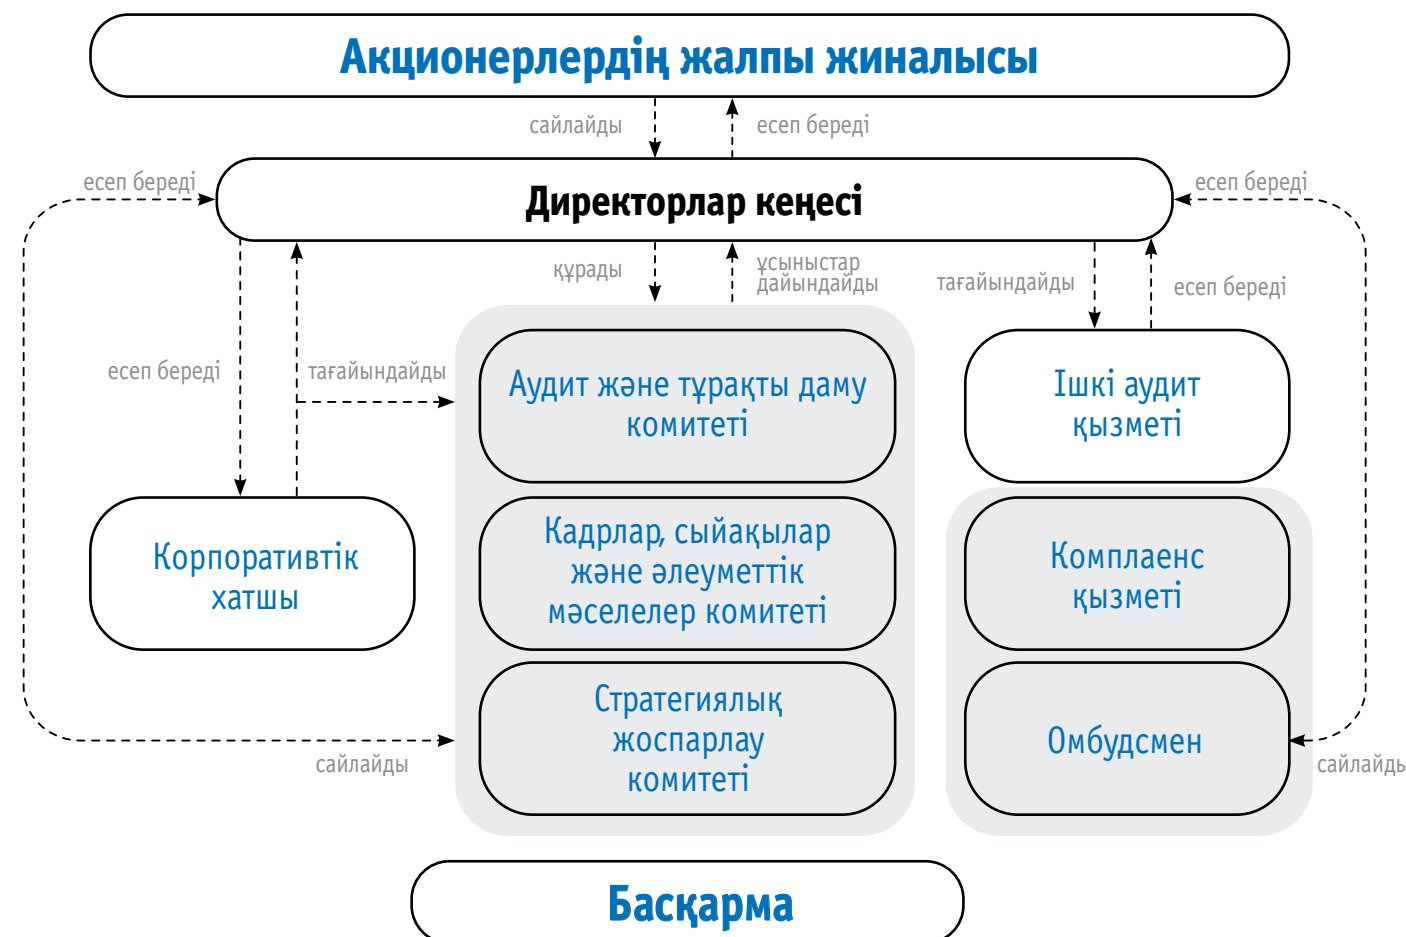 Акционерлердің жалпы жиналысы
сайлайды
есеп береді
есеп береді
Директорлар кеңесі
есеп береді
құрады
ұсыныстар
дайындайды
тағайындайды
есеп береді
есеп береді
тағайындайды
Аудит және тұрақты даму
комитеті
Ішкі аудит
қызметі
Корпоративтік
хатшы
Кадрлар, сыйақылар
және әлеуметтік
мәселелер комитеті
Комплаенс
қызметі
Стратегиялық
жоспарлау
комитеті
Омбудсмен
сайлайды
сайлайды
Басқарма